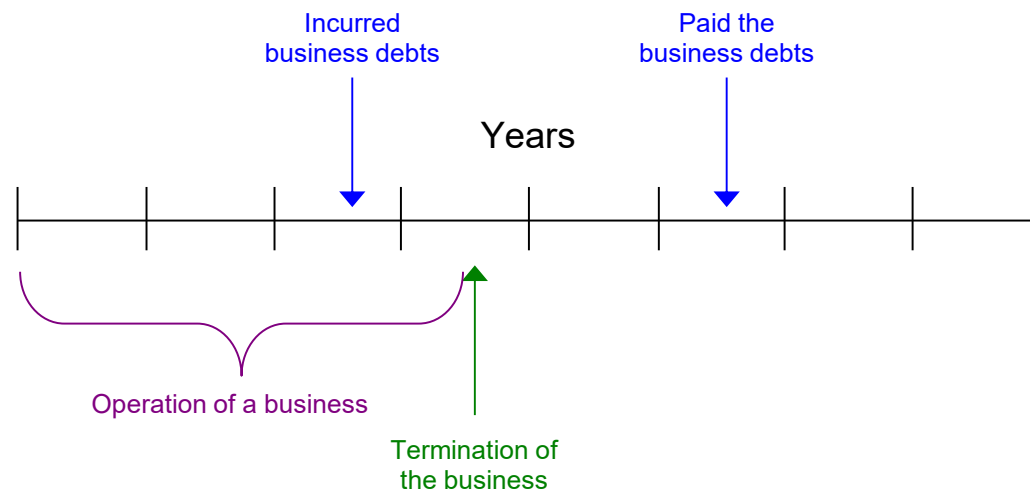 Incurred
business debts
Paid the
business debts
Years
Operation of a business
Termination of
the business